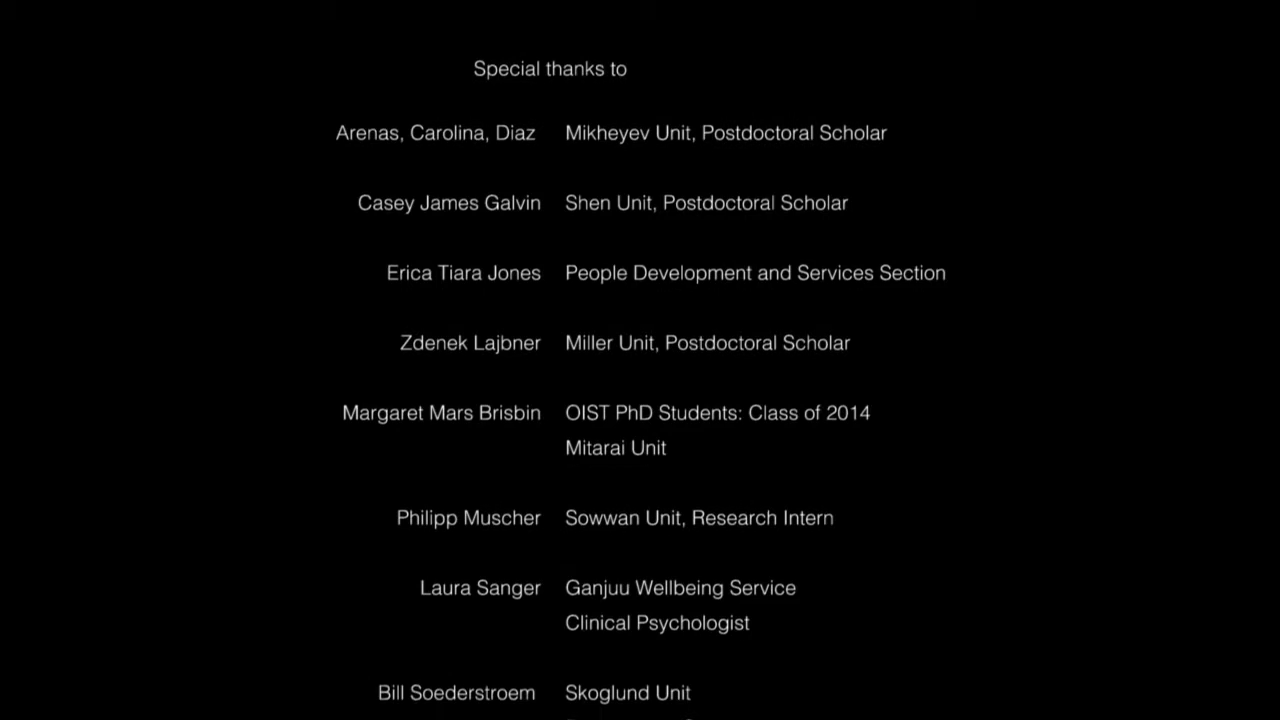 Special thanks to
Arenas, Carolina, Diaz Mikheyev Unit, Postdoctoral Scholar
Casey James Galvin Shen Unit, Postdoctoral Scholar
Erica Tiara Jones People Development and Services Section
Zdenek Lajbner Miller Unit, Postdoctoral Scholar
Margaret Mars Brisbin OIST PhD Students: Class of 2014
Mitarai Unit
Philipp Muscher Sowwan Unit, Research Intern
Laura Sanger Ganjuu Wellbeing Service
Clinical Psychologist
Bill Soederstroem Skoglund Unit